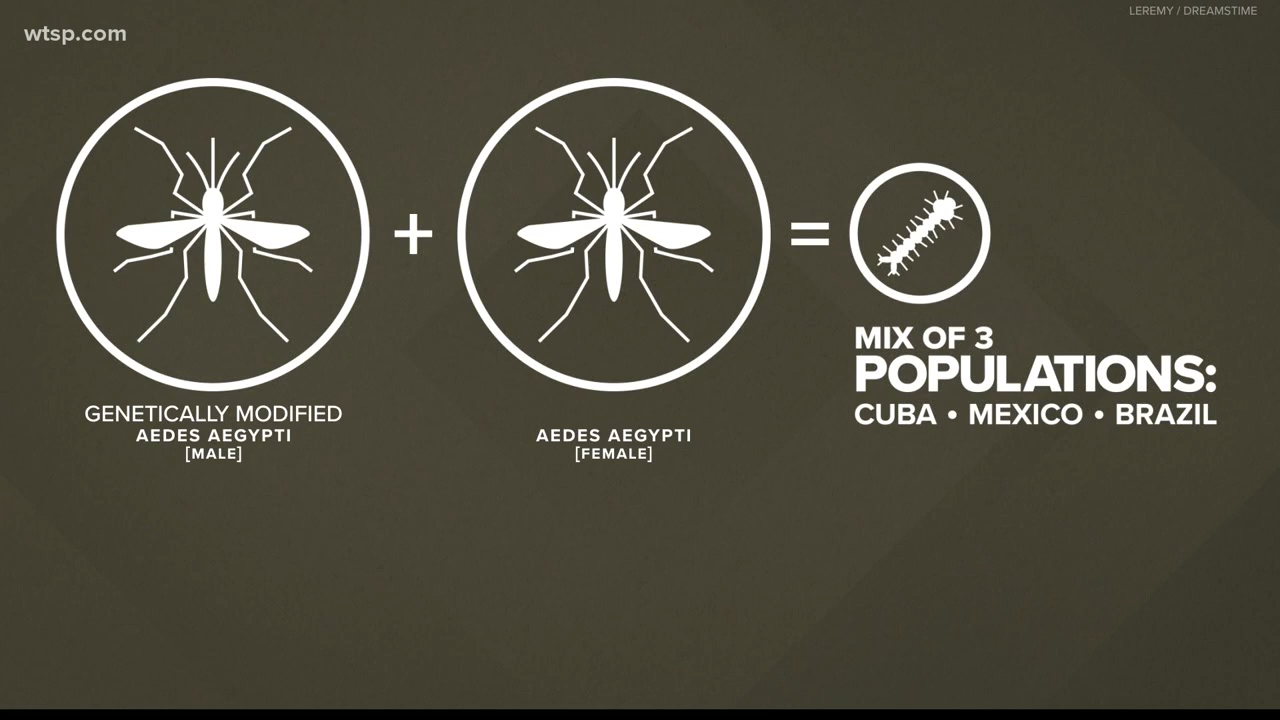 LEREMY / DREAMSTIME
wtsp.com
GENETICALLY MODIFIED
AEDES AEGYPTI
[MALE]
AEDES AEGYPTI
[FEMALE]
MIX OF 3
POPULATIONS:
CUBA • MEXICO • BRAZIL